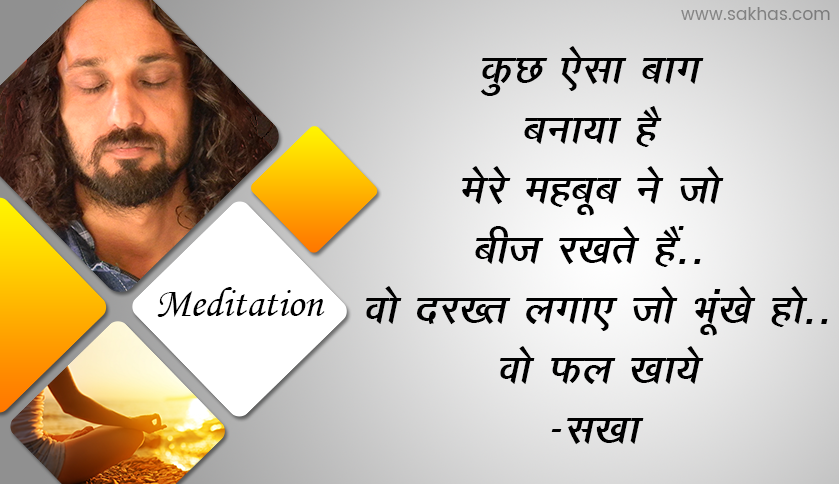 www.sakhas.com
कुछ ऐसा बाग
बनाया है
मेरे महबूब ने जो
बीज रखते हैं..
वो दरख्त लगाए जो भूंखे हो..
वो फल खाये
-सखा
Meditation